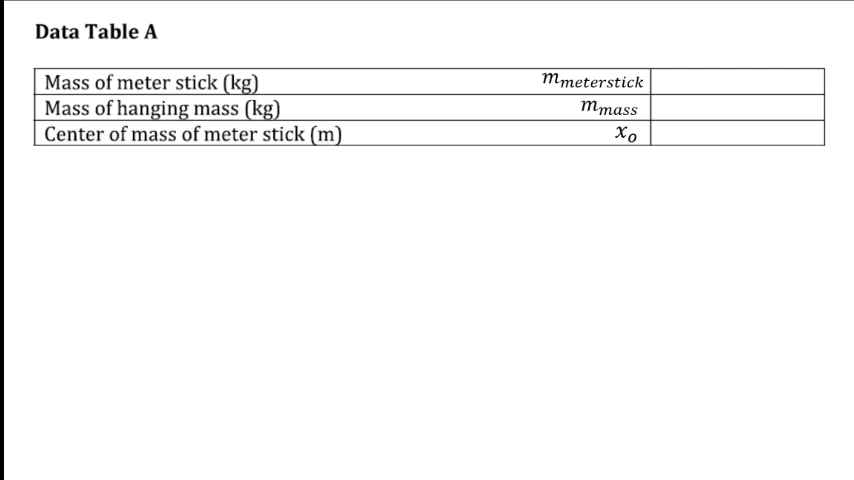 Data Table A
Mass of meter stick (kg) m_meterstick
Mass of hanging mass (kg) m_mass
Center of mass of meter stick (m) x_o